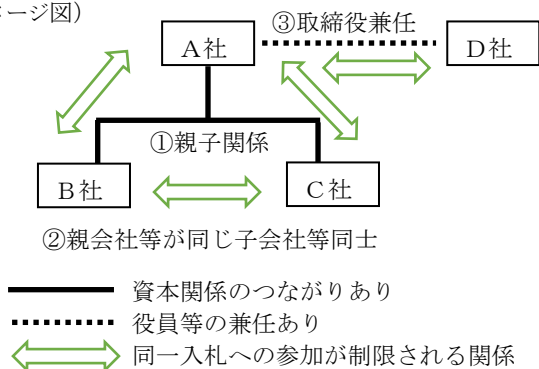 ージ図)
③取締役兼任
A社
D社
①親子関係
B社
C社
②親会社等が同じ子会社等同士
資本関係のつながりあり
役員等の兼任あり
同一入札への参加が制限される関係